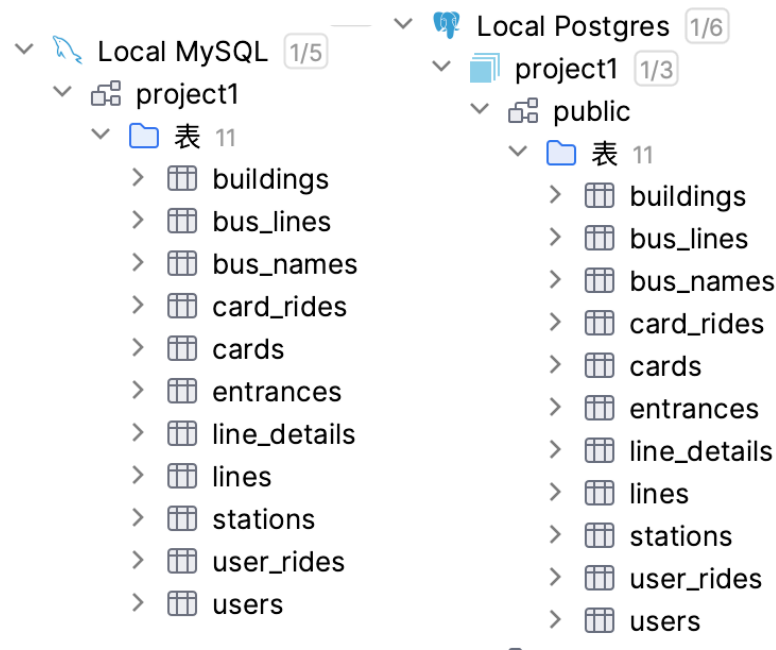 Local MySQL 1/5
project1
表 11
buildings
bus_lines
bus_names
card_rides
cards
entrances
line_details
lines
stations
user_rides
users
Local Postgres 1/6
project1 1/3
public
表 11
buildings
bus_lines
bus_names
card_rides
cards
entrances
line_details
lines
stations
user_rides
users